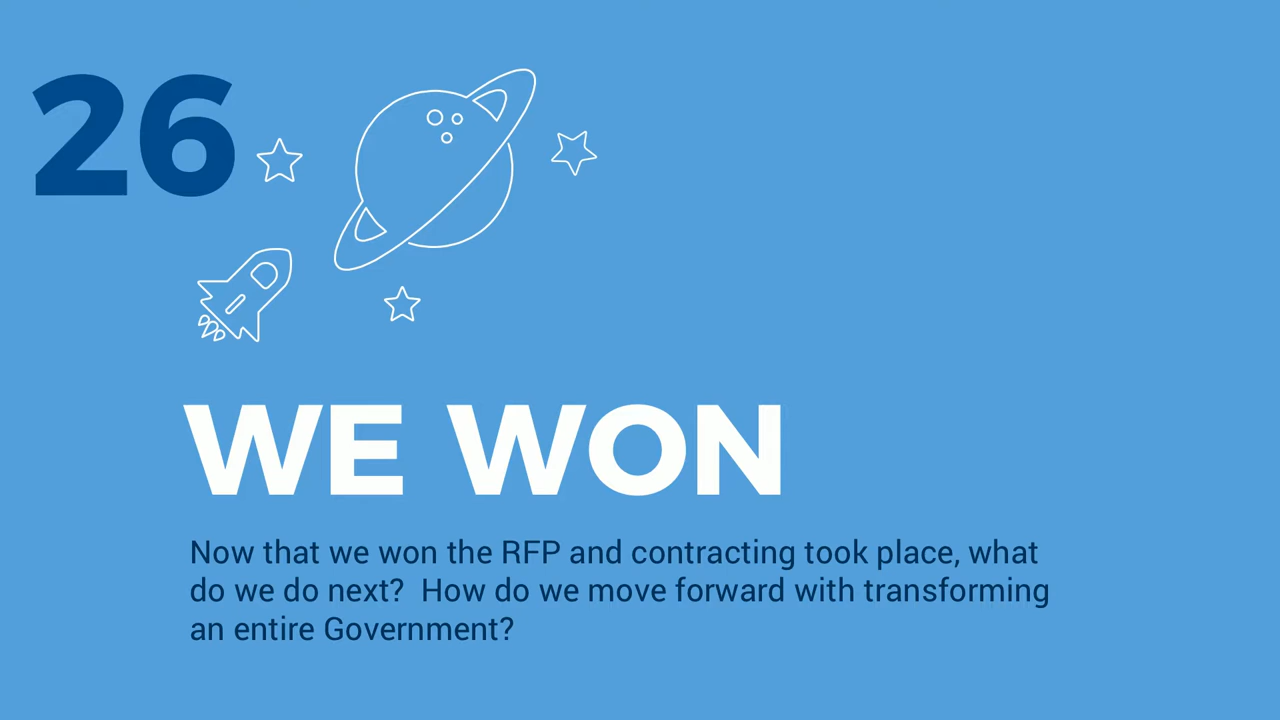 26
WE WON
Now that we won the RFP and contracting took place, what
do we do next?  How do we move forward with transforming
an entire Government?